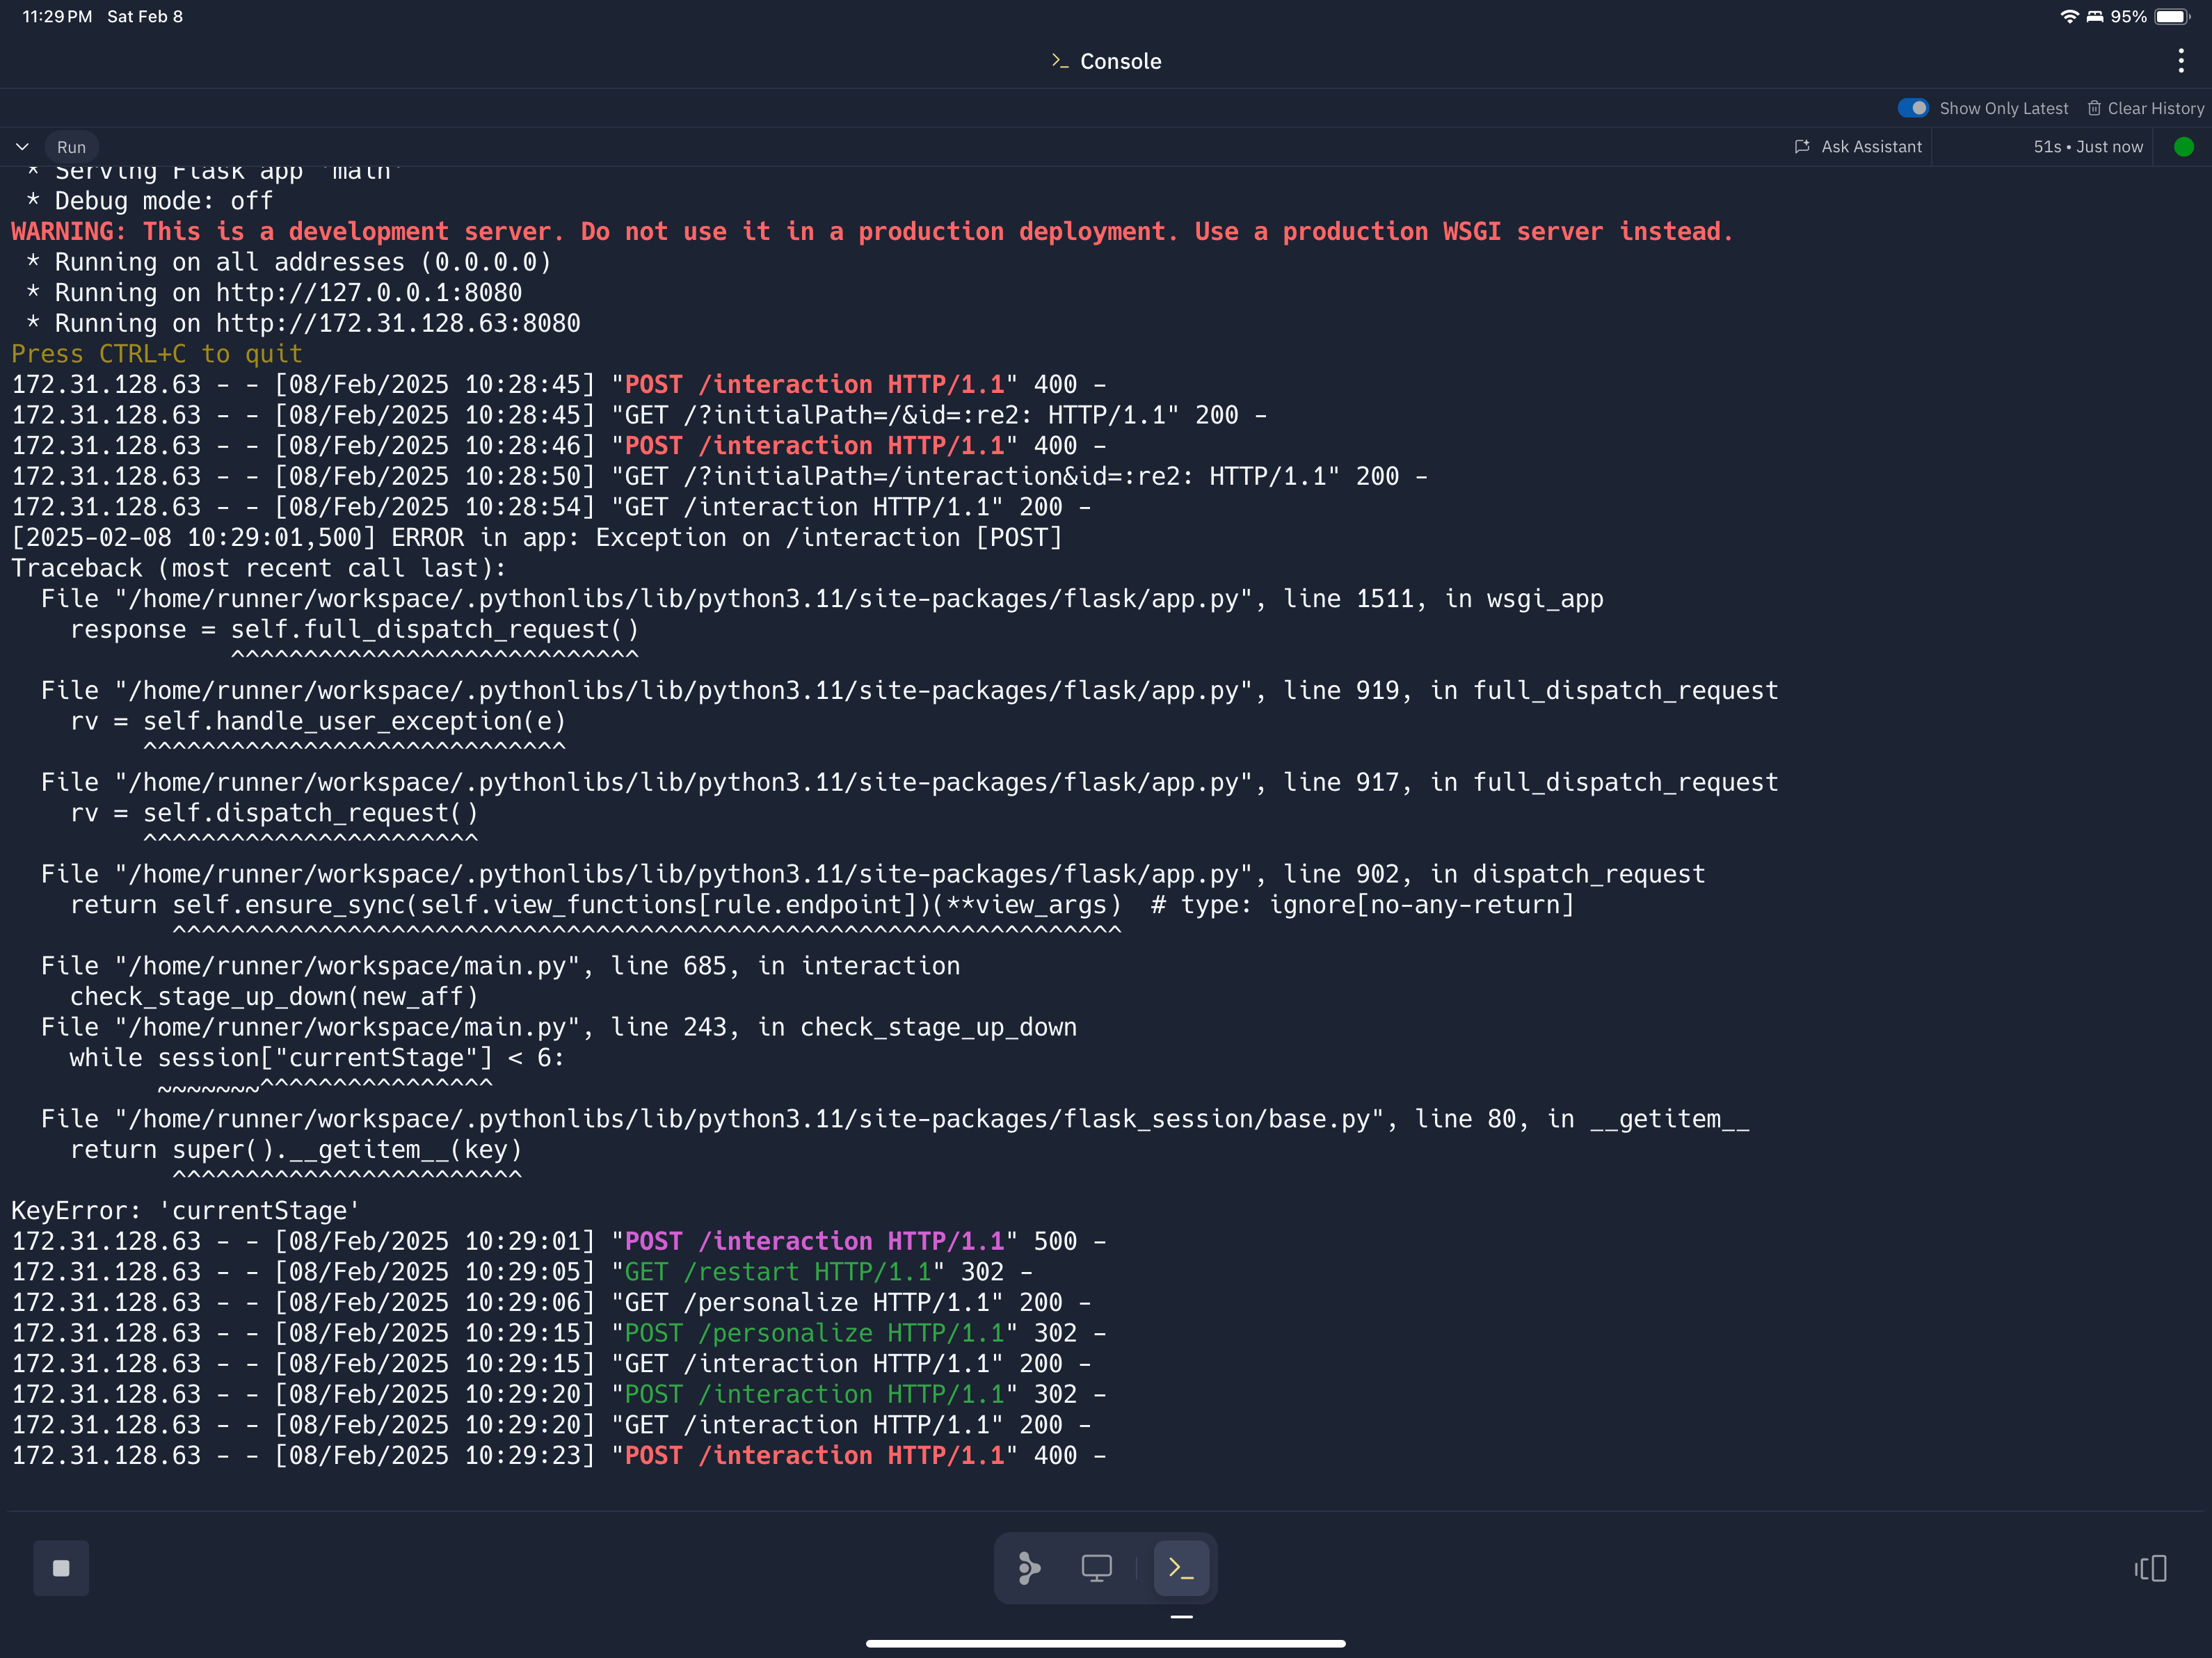 11:29 PM Sat Feb 8
95%
>_ Console
Show Only Latest Clear History
Run Ask Assistant 51s • Just now
* Serving Flask app 'main'
* Debug mode: off
WARNING: This is a development server. Do not use it in a production deployment. Use a production WSGI server instead.
* Running on all addresses (0.0.0.0)
* Running on http://127.0.0.1:8080
* Running on http://172.31.128.63:8080
Press CTRL+C to quit
172.31.128.63 - - [08/Feb/2025 10:28:45] "POST /interaction HTTP/1.1" 400 -
172.31.128.63 - - [08/Feb/2025 10:28:45] "GET /?initialPath=/&id=:re2: HTTP/1.1" 200 -
172.31.128.63 - - [08/Feb/2025 10:28:46] "POST /interaction HTTP/1.1" 400 -
172.31.128.63 - - [08/Feb/2025 10:28:50] "GET /?initialPath=/interaction&id=:re2: HTTP/1.1" 200 -
172.31.128.63 - - [08/Feb/2025 10:28:54] "GET /interaction HTTP/1.1" 200 -
[2025-02-08 10:29:01,500] ERROR in app: Exception on /interaction [POST]
Traceback (most recent call last):
  File "/home/runner/workspace/.pythonlibs/lib/python3.11/site-packages/flask/app.py", line 1511, in wsgi_app
    response = self.full_dispatch_request()
               ^^^^^^^^^^^^^^^^^^^^^^^^^^^^
  File "/home/runner/workspace/.pythonlibs/lib/python3.11/site-packages/flask/app.py", line 919, in full_dispatch_request
    rv = self.handle_user_exception(e)
         ^^^^^^^^^^^^^^^^^^^^^^^^^^^^^
  File "/home/runner/workspace/.pythonlibs/lib/python3.11/site-packages/flask/app.py", line 917, in full_dispatch_request
    rv = self.dispatch_request()
         ^^^^^^^^^^^^^^^^^^^^^^^
  File "/home/runner/workspace/.pythonlibs/lib/python3.11/site-packages/flask/app.py", line 902, in dispatch_request
    return self.ensure_sync(self.view_functions[rule.endpoint])(**view_args)  # type: ignore[no-any-return]
           ^^^^^^^^^^^^^^^^^^^^^^^^^^^^^^^^^^^^^^^^^^^^^^^^^^^^^^^^^^^^^^^^^
  File "/home/runner/workspace/main.py", line 685, in interaction
    check_stage_up_down(new_aff)
  File "/home/runner/workspace/main.py", line 243, in check_stage_up_down
    while session["currentStage"] < 6:
          ~~~~~~~^^^^^^^^^^^^^^^^
  File "/home/runner/workspace/.pythonlibs/lib/python3.11/site-packages/flask_session/base.py", line 80, in __getitem__
    return super().__getitem__(key)
           ^^^^^^^^^^^^^^^^^^^^^^^^
KeyError: 'currentStage'
172.31.128.63 - - [08/Feb/2025 10:29:01] "POST /interaction HTTP/1.1" 500 -
172.31.128.63 - - [08/Feb/2025 10:29:05] "GET /restart HTTP/1.1" 302 -
172.31.128.63 - - [08/Feb/2025 10:29:06] "GET /personalize HTTP/1.1" 200 -
172.31.128.63 - - [08/Feb/2025 10:29:15] "POST /personalize HTTP/1.1" 302 -
172.31.128.63 - - [08/Feb/2025 10:29:15] "GET /interaction HTTP/1.1" 200 -
172.31.128.63 - - [08/Feb/2025 10:29:20] "POST /interaction HTTP/1.1" 302 -
172.31.128.63 - - [08/Feb/2025 10:29:20] "GET /interaction HTTP/1.1" 200 -
172.31.128.63 - - [08/Feb/2025 10:29:23] "POST /interaction HTTP/1.1" 400 -